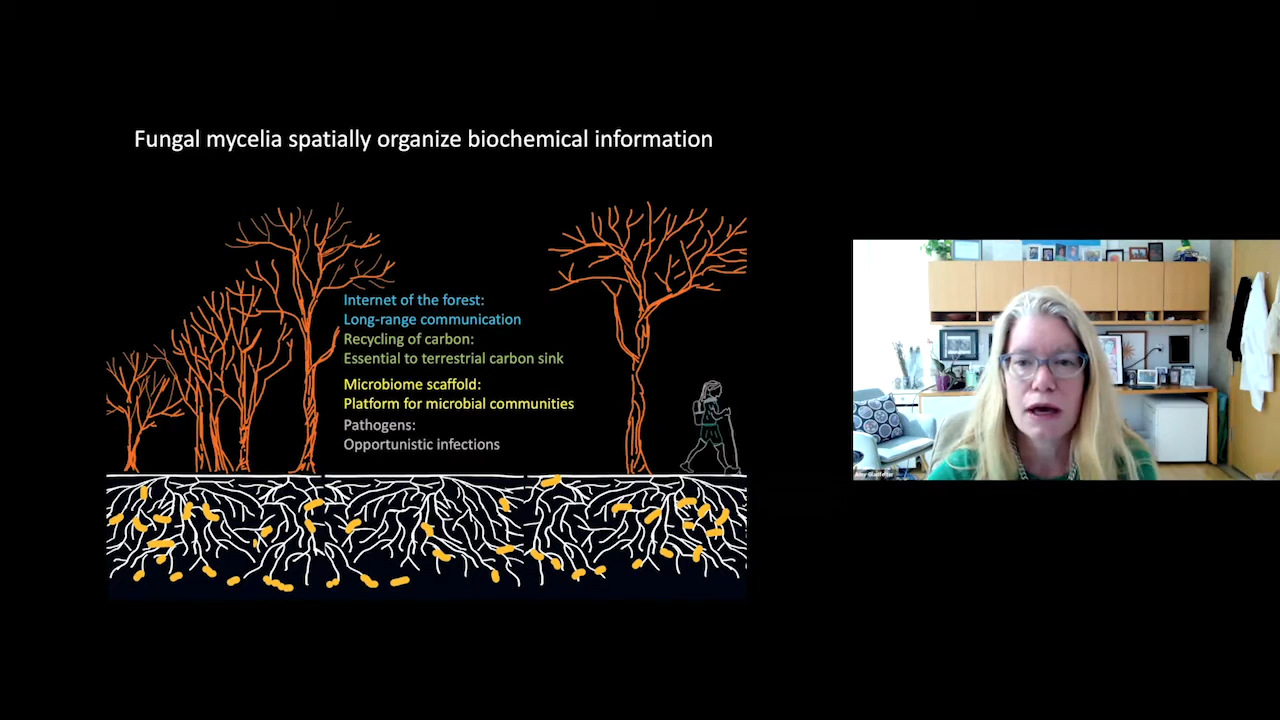 Fungal mycelia spatially organize biochemical information
Internet of the forest:
Long-range communication
Recycling of carbon:
Essential to terrestrial carbon sink
Microbiome scaffold:
Platform for microbial communities
Pathogens:
Opportunistic infections